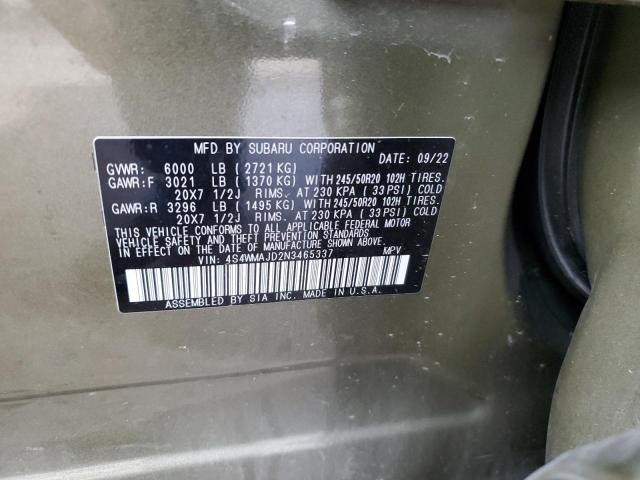 MFD BY SUBARU CORPORATION
DATE: 09/22
GVWR: 6000 LB ( 2721 KG)
GAWR:F 3021 LB ( 1370 KG) WITH 245/50R20 102H TIRES.
20X7 1/2J RIMS. AT 230 KPA ( 33 PSI) COLD
GAWR:R 3296 LB ( 1495 KG) WITH 245/50R20 102H TIRES.
20X7 1/2J RIMS. AT 230 KPA ( 33 PSI) COLD
THIS VEHICLE CONFORMS TO ALL APPLICABLE FEDERAL MOTOR
VEHICLE SAFETY AND THEFT PREVENTION STANDARDS IN
EFFECT ON THE DATE OF MANUFACTURE SHOWN ABOVE.
VIN: 4S4WMAJD2N3465337 MPV
ASSEMBLED BY SIA INC. MADE IN U.S.A.